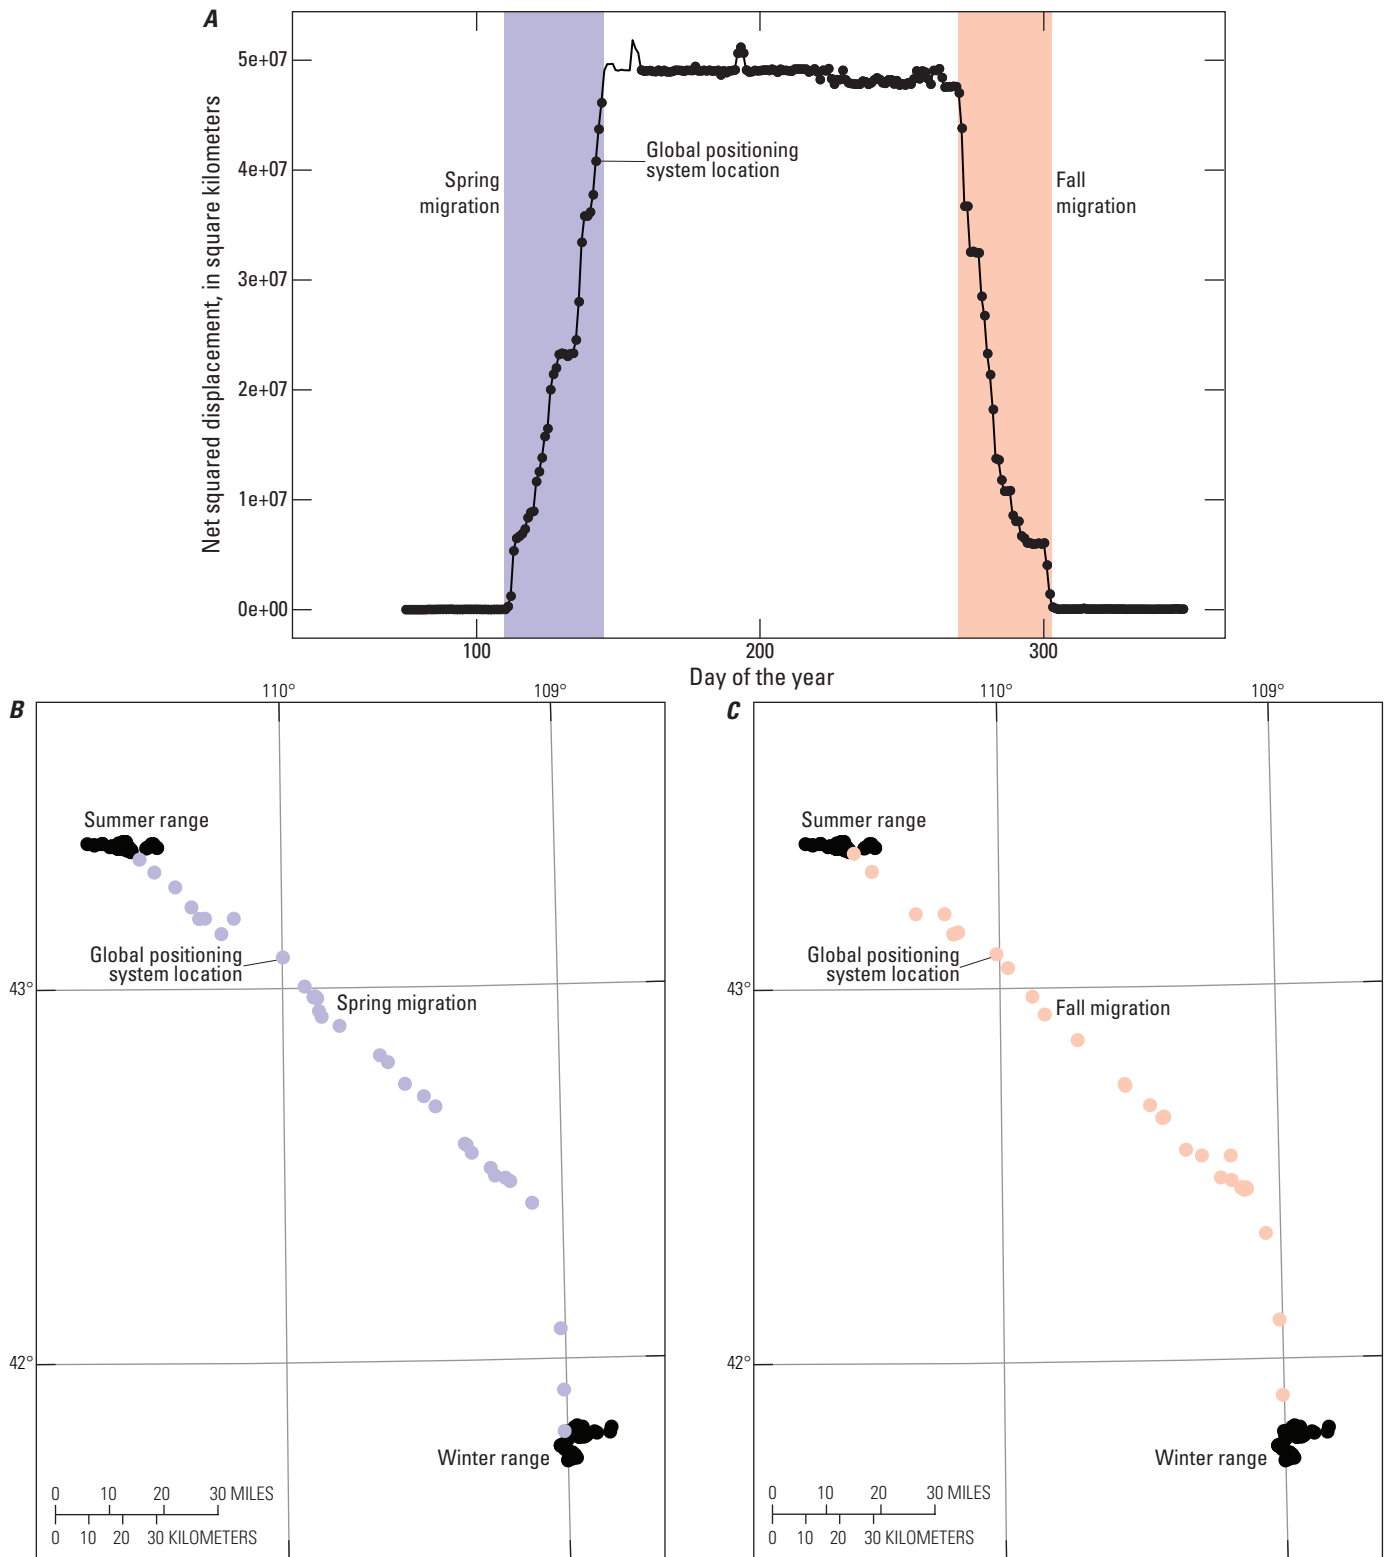 A
Net squared displacement, in square kilometers
5e+07
4e+07
3e+07
2e+07
1e+07
0e+00
Spring
migration
Global positioning
system location
Fall
migration
100
200
300
Day of the year
B
110°
109°
43°
42°
Summer range
Global positioning
system location
Spring migration
Winter range
0 10 20 30 MILES
0 10 20 30 KILOMETERS
C
110°
109°
43°
42°
Summer range
Global positioning
system location
Fall migration
Winter range
0 10 20 30 MILES
0 10 20 30 KILOMETERS